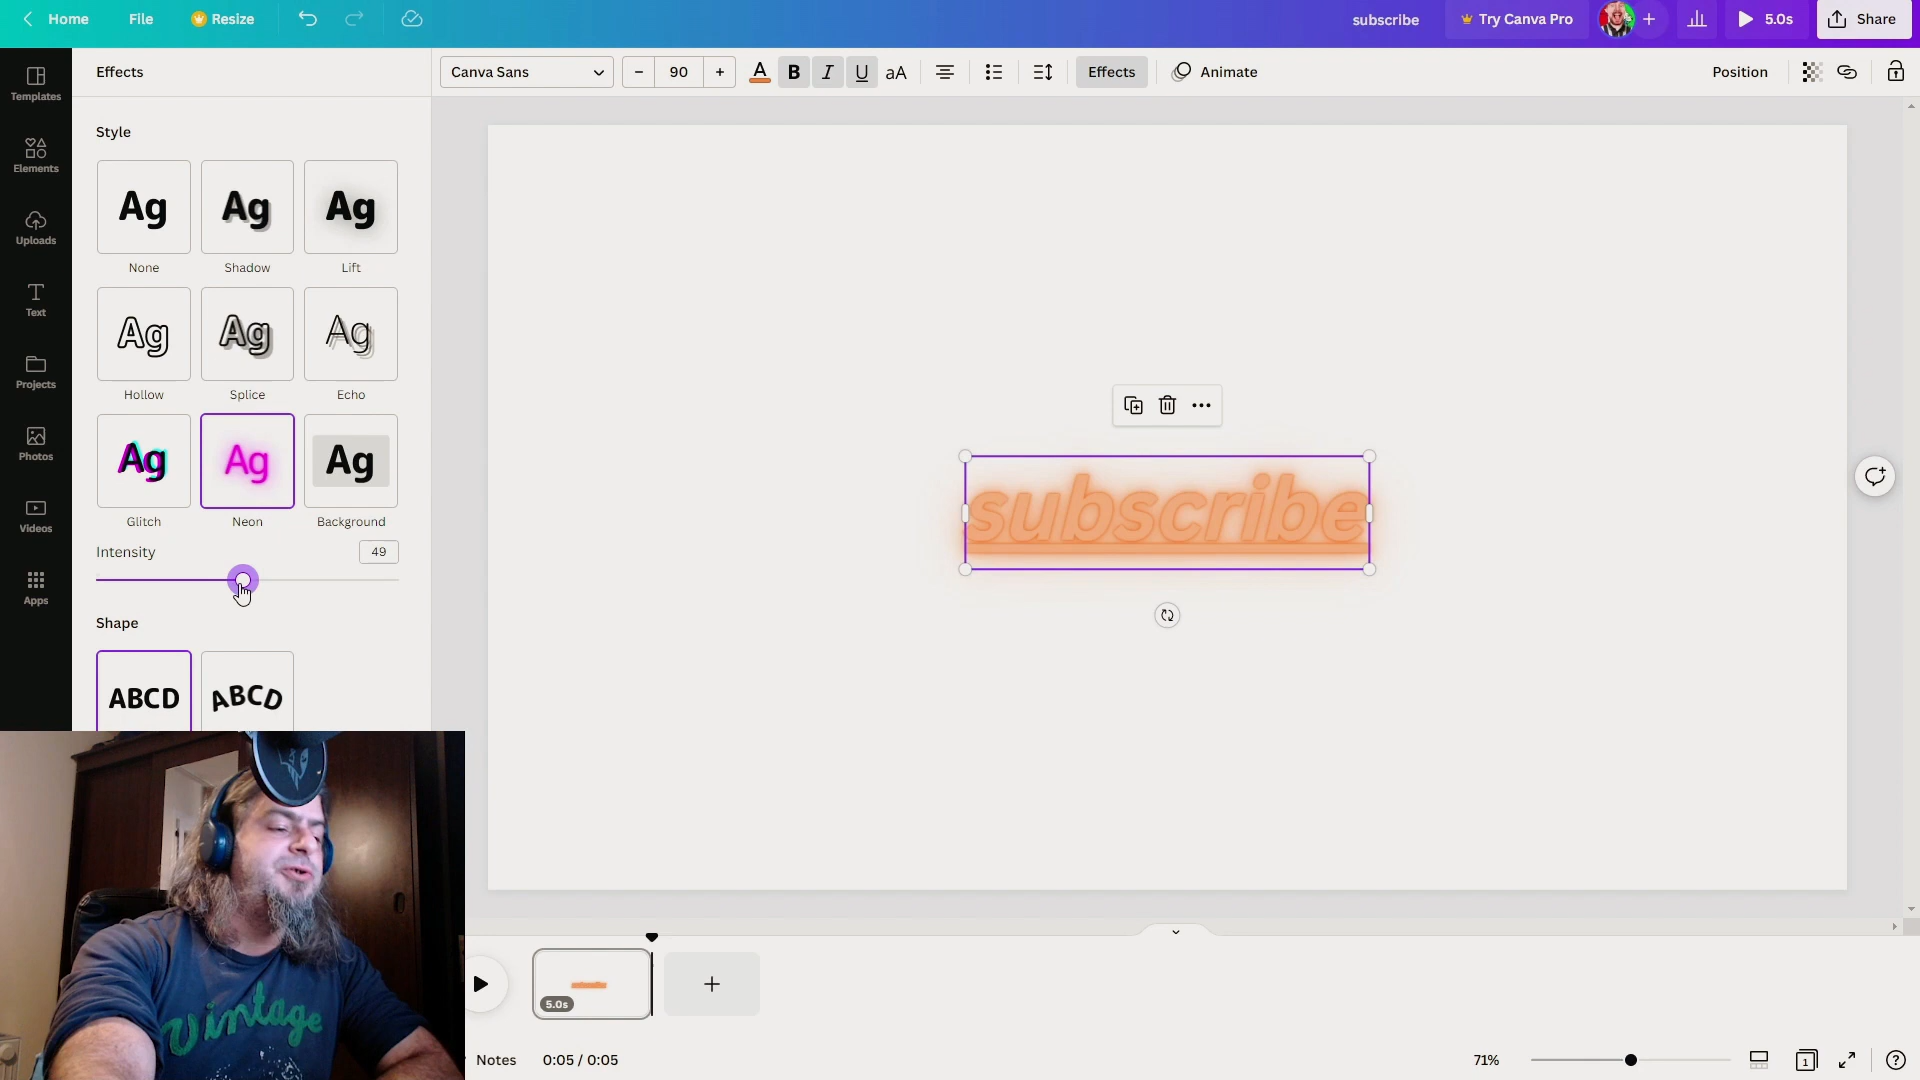 Home
File
Resize
subscribe
Try Canva Pro
5.0s
Share
Templates
Elements
Uploads
Text
Projects
Photos
Videos
Apps
Effects
Canva Sans
90
A
B
I
U
aA
Effects
Animate
Position
Style
Ag
Ag
Ag
None
Shadow
Lift
Ag
Ag
Ag
Hollow
Splice
Echo
Ag
Ag
Ag
Glitch
Neon
Background
Intensity
49
Shape
ABCD
ABCD
subscribe
vintage
5.0s
Notes
0:05 / 0:05
71%
1